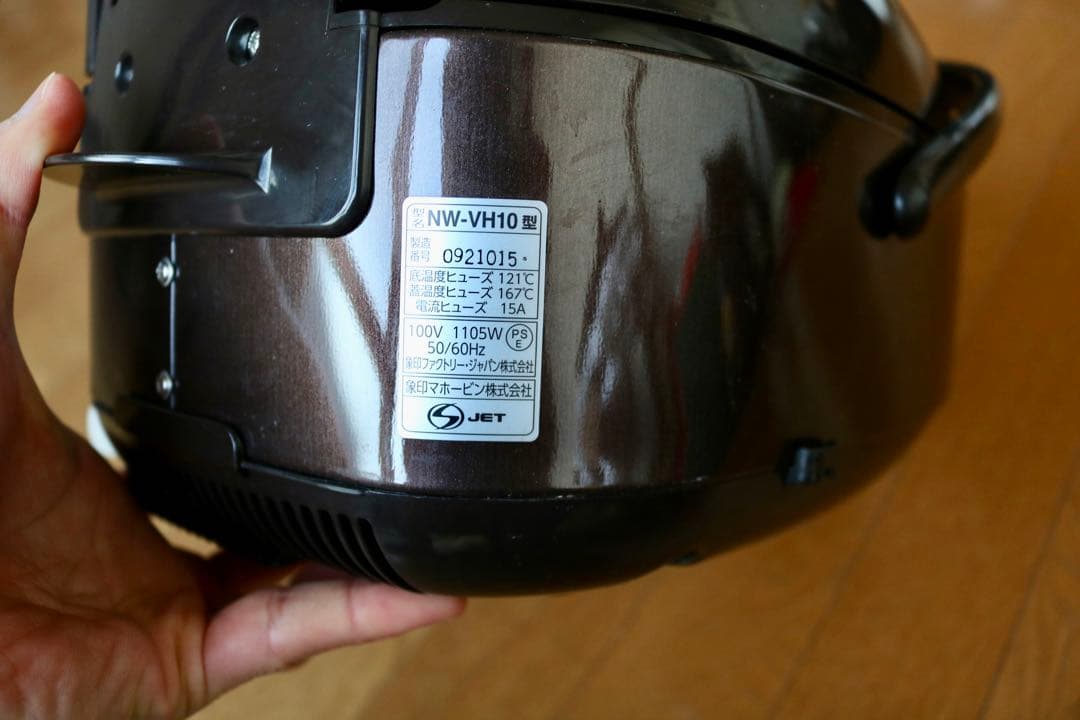 型名 NW-VH10 型
製造番号 0921015
底温度ヒューズ 121℃
蓋温度ヒューズ 167℃
電流ヒューズ 15A
100V 1105W PSE
50/60Hz
象印ファクトリー・ジャパン株式会社
象印マホービン株式会社
S JET